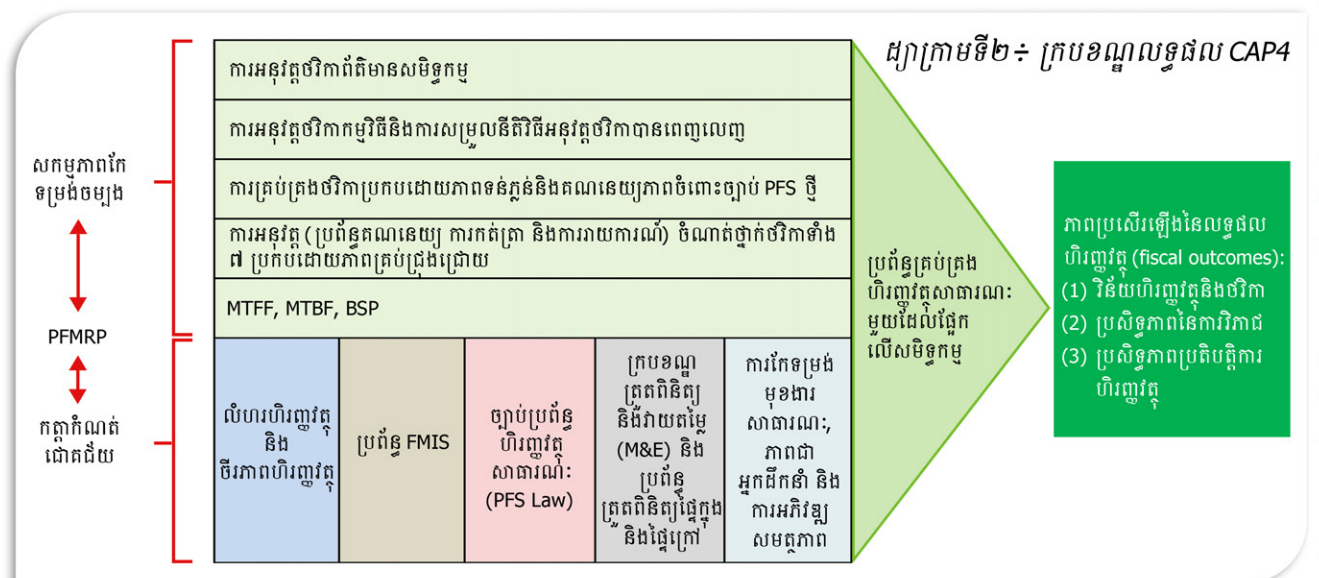 ដ្យាក្រាមទី២÷ ក្របខណ្ឌលទ្ធផល CAP4
ការអនុវត្តថវិកាព័ត៌មានសមិទ្ធកម្ម
ការអនុវត្តថវិកាកម្មវិធីនិងការសម្រួលនីតិវិធីអនុវត្តថវិកាបានពេញលេញ
ការគ្រប់គ្រងថវិកាប្រកបដោយភាពទន់ភ្លន់និងគណនេយ្យភាពចំពោះច្បាប់ PFS ថ្មី
ការអនុវត្ត (ប្រព័ន្ធគណនេយ្យ ការកត់ត្រា និងការរាយការណ៍) ចំណាត់ថ្នាក់ថវិកាទាំង
៧ ប្រកបដោយភាពគ្រប់ជ្រុងជ្រោយ
MTFF, MTBF, BSP
សកម្មភាពកែ
ទម្រង់ចម្បង
PFMRP
កត្តាកំណត់
ជោគជ័យ
លំហរហិរញ្ញវត្ថុ
និង
ចីរភាពហិរញ្ញវត្ថុ
ប្រព័ន្ធ FMIS
ច្បាប់ប្រព័ន្ធ
ហិរញ្ញវត្ថុ
សាធារណៈ
(PFS Law)
ក្របខណ្ឌ
ត្រួតពិនិត្យ
និងវាយតម្លៃ
(M&E) និង
ប្រព័ន្ធ
ត្រួតពិនិត្យផ្ទៃក្នុង
និងផ្ទៃក្រៅ
ការកែទម្រង់
មុខងារ
សាធារណៈ,
ភាពជា
អ្នកដឹកនាំ និង
ការអភិវឌ្ឍ
សមត្ថភាព
ប្រព័ន្ធគ្រប់គ្រង
ហិរញ្ញវត្ថុសាធារណៈ
មួយដែលផ្អែក
លើសមិទ្ធកម្ម
ភាពប្រសើរឡើងនៃលទ្ធផល
ហិរញ្ញវត្ថុ (fiscal outcomes):
(1) វិន័យហិរញ្ញវត្ថុនិងថវិកា
(2) ប្រសិទ្ធភាពនៃការវិភាជ
(3) ប្រសិទ្ធភាពប្រតិបត្តិការ
ហិរញ្ញវត្ថុ